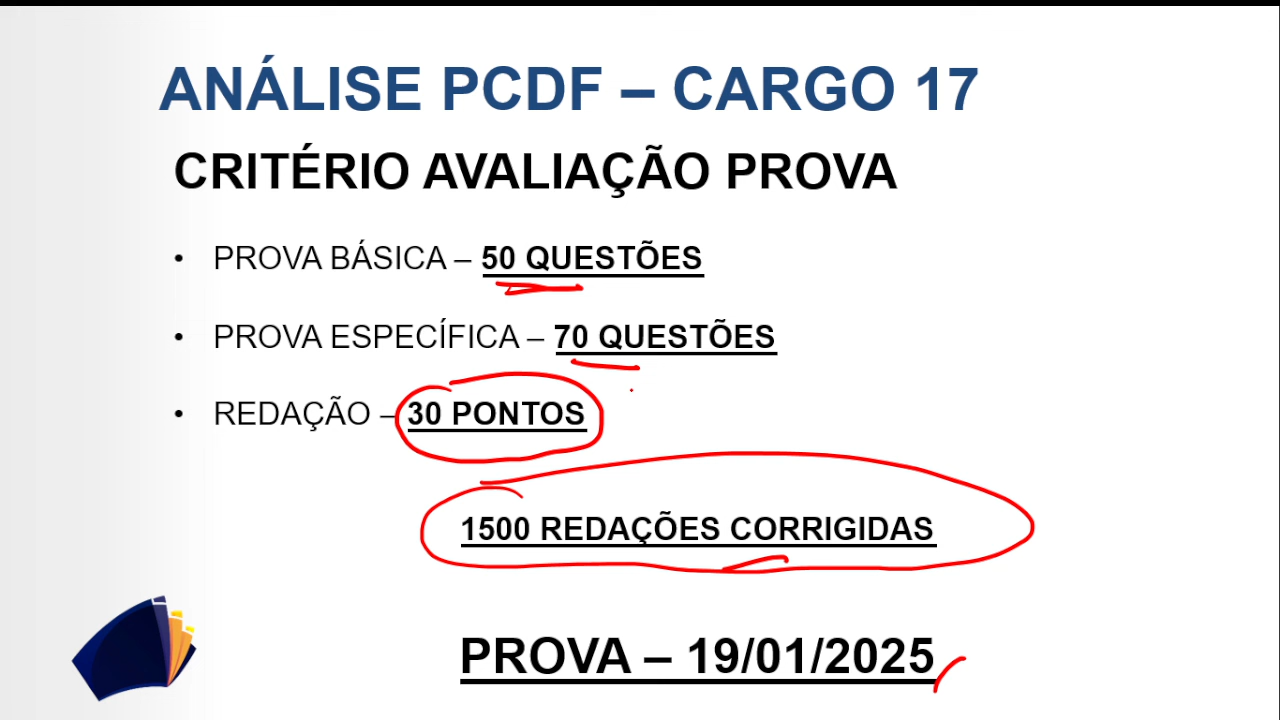 ANÁLISE PCDF – CARGO 17
CRITÉRIO AVALIAÇÃO PROVA
• PROVA BÁSICA – 50 QUESTÕES
• PROVA ESPECÍFICA – 70 QUESTÕES
• REDAÇÃO – 30 PONTOS
1500 REDAÇÕES CORRIGIDAS
PROVA – 19/01/2025